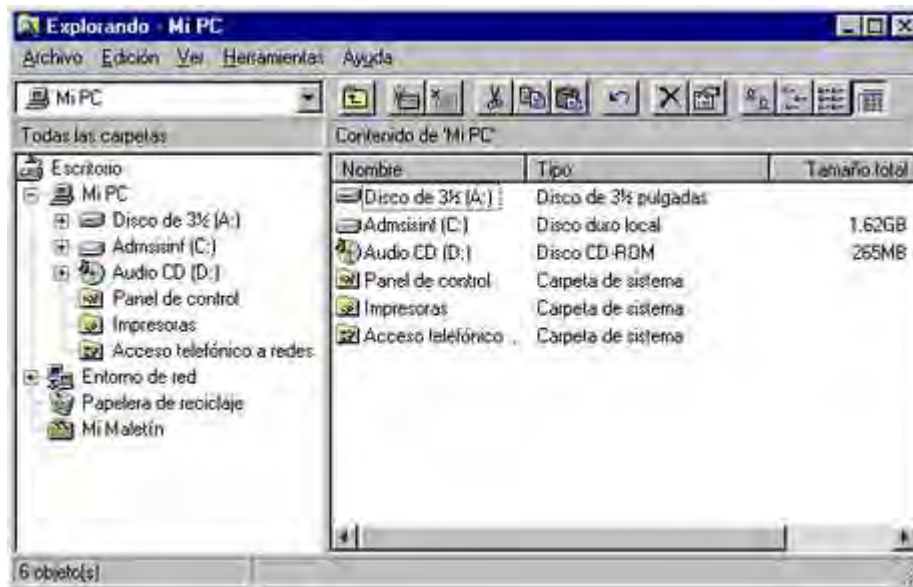 Explorando - Mi PC
Archivo Edición Ver Herramientas Ayuda
Mi PC
Todas las carpetas
Contenido de 'Mi PC'
Escritorio
Mi PC
Disco de 3½ (A:)
Admsisinf (C:)
Audio CD (D:)
Panel de control
Impresoras
Acceso telefónico a redes
Entorno de red
Papelera de reciclaje
Mi Maletín
Nombre Tipo Tamaño total
Disco de 3½ (A:) Disco de 3½ pulgadas
Admsisinf (C:) Disco duro local 1.62GB
Audio CD (D:) Disco CD-ROM 265MB
Panel de control Carpeta de sistema
Impresoras Carpeta de sistema
Acceso telefónico .. Carpeta de sistema
6 objeto(s)